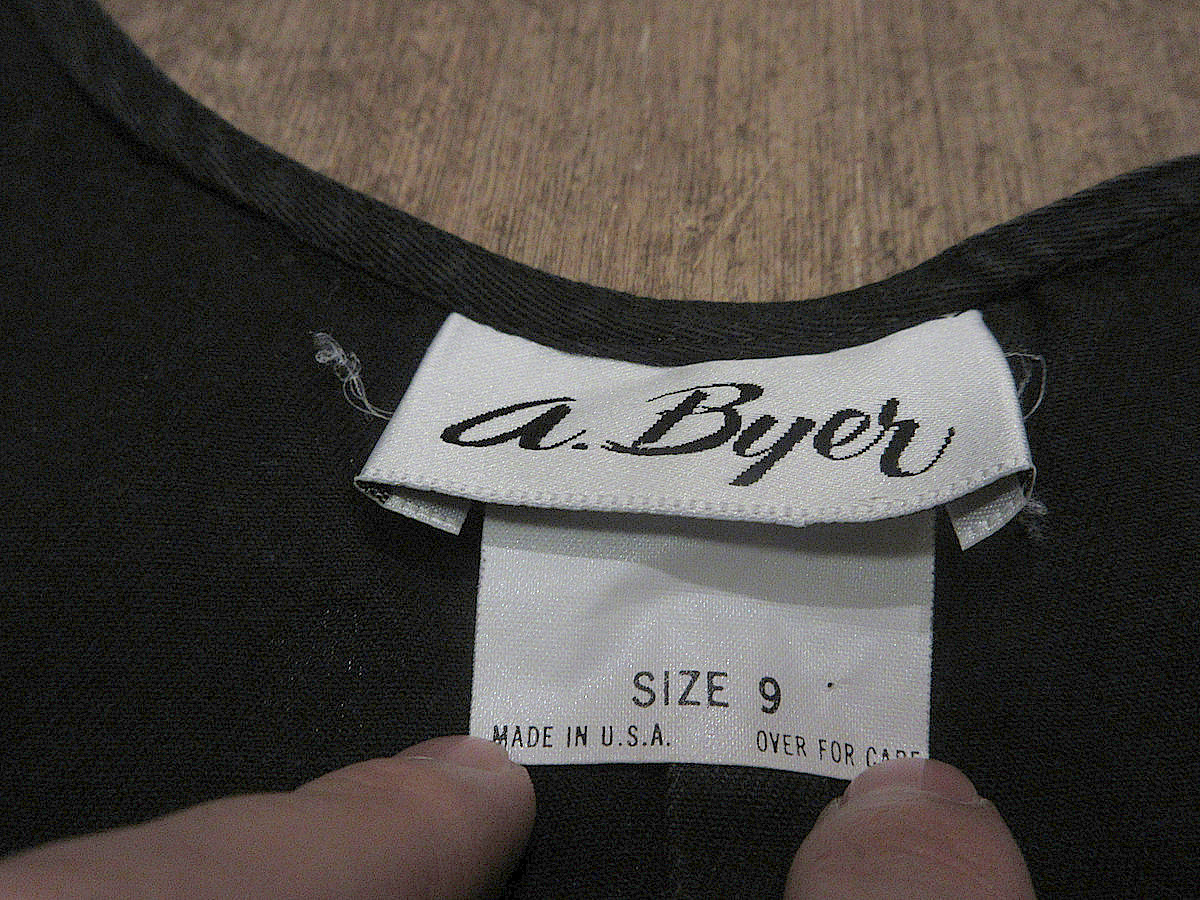 a. Byer
SIZE 9
MADE IN U.S.A. OVER FOR CARE